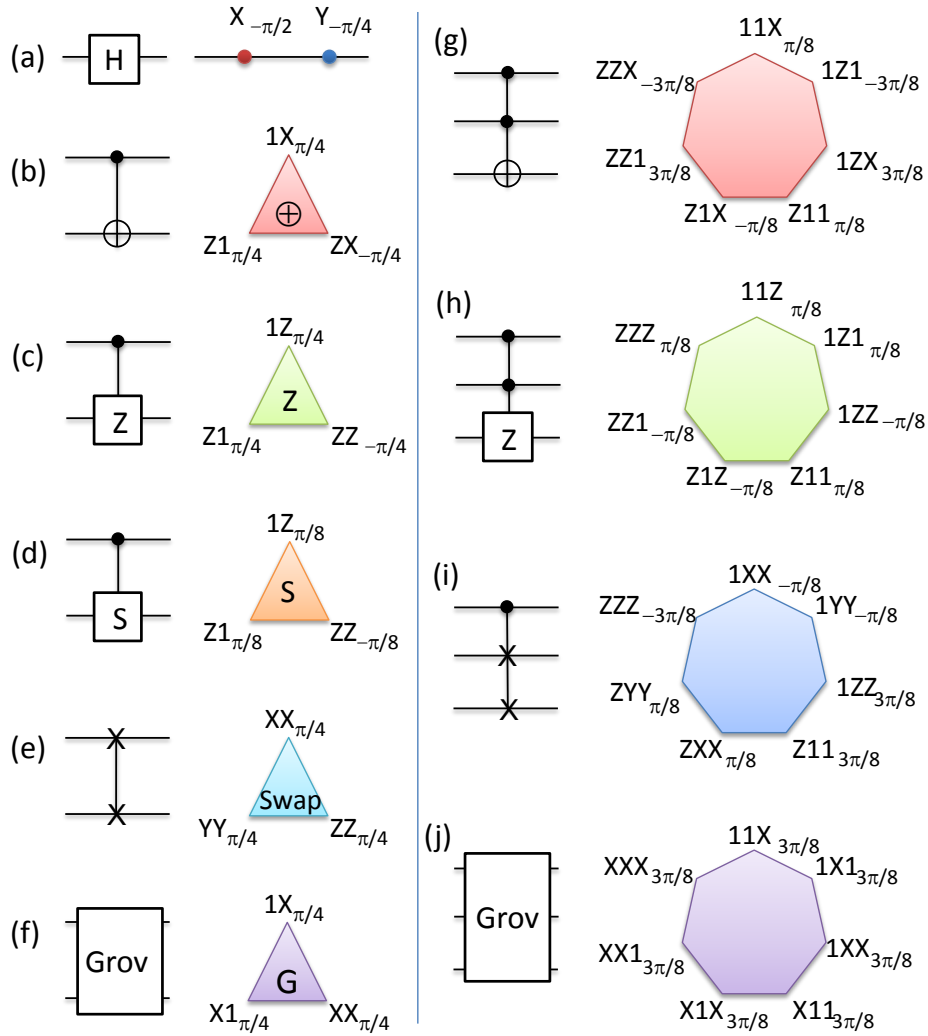 (a)
H
X −π/2
Y −π/4
(b)
1X π/4
⊕
Z1 π/4
ZX −π/4
(c)
Z
1Z π/4
Z
Z1 π/4
ZZ −π/4
(d)
S
1Z π/8
S
Z1 π/8
ZZ −π/8
(e)
X
X
XX π/4
Swap
YY π/4
ZZ π/4
(f)
Grov
1X π/4
G
X1 π/4
XX π/4
(g)
11X π/8
ZZX −3π/8
1Z1 −3π/8
ZZ1 3π/8
1ZX 3π/8
Z1X −π/8
Z11 π/8
(h)
Z
11Z π/8
ZZZ π/8
1Z1 π/8
ZZ1 −π/8
1ZZ −π/8
Z1Z −π/8
Z11 π/8
(i)
X
X
1XX −π/8
ZZZ −3π/8
1YY −π/8
ZYY π/8
1ZZ 3π/8
ZXX π/8
Z11 3π/8
(j)
Grov
11X 3π/8
XXX 3π/8
1X1 3π/8
XX1 3π/8
1XX 3π/8
X1X 3π/8
X11 3π/8